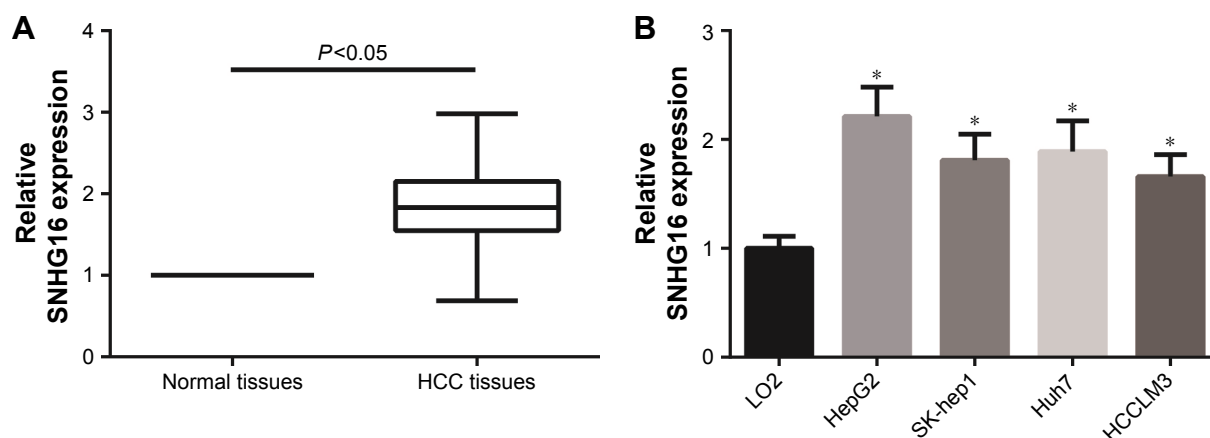 A
Relative
SNHG16 expression
4
3
2
1
0
P<0.05
Normal tissues
HCC tissues
B
Relative
SNHG16 expression
3
2
1
0
*
*
*
*
LO2
HepG2
SK-hep1
Huh7
HCCLM3